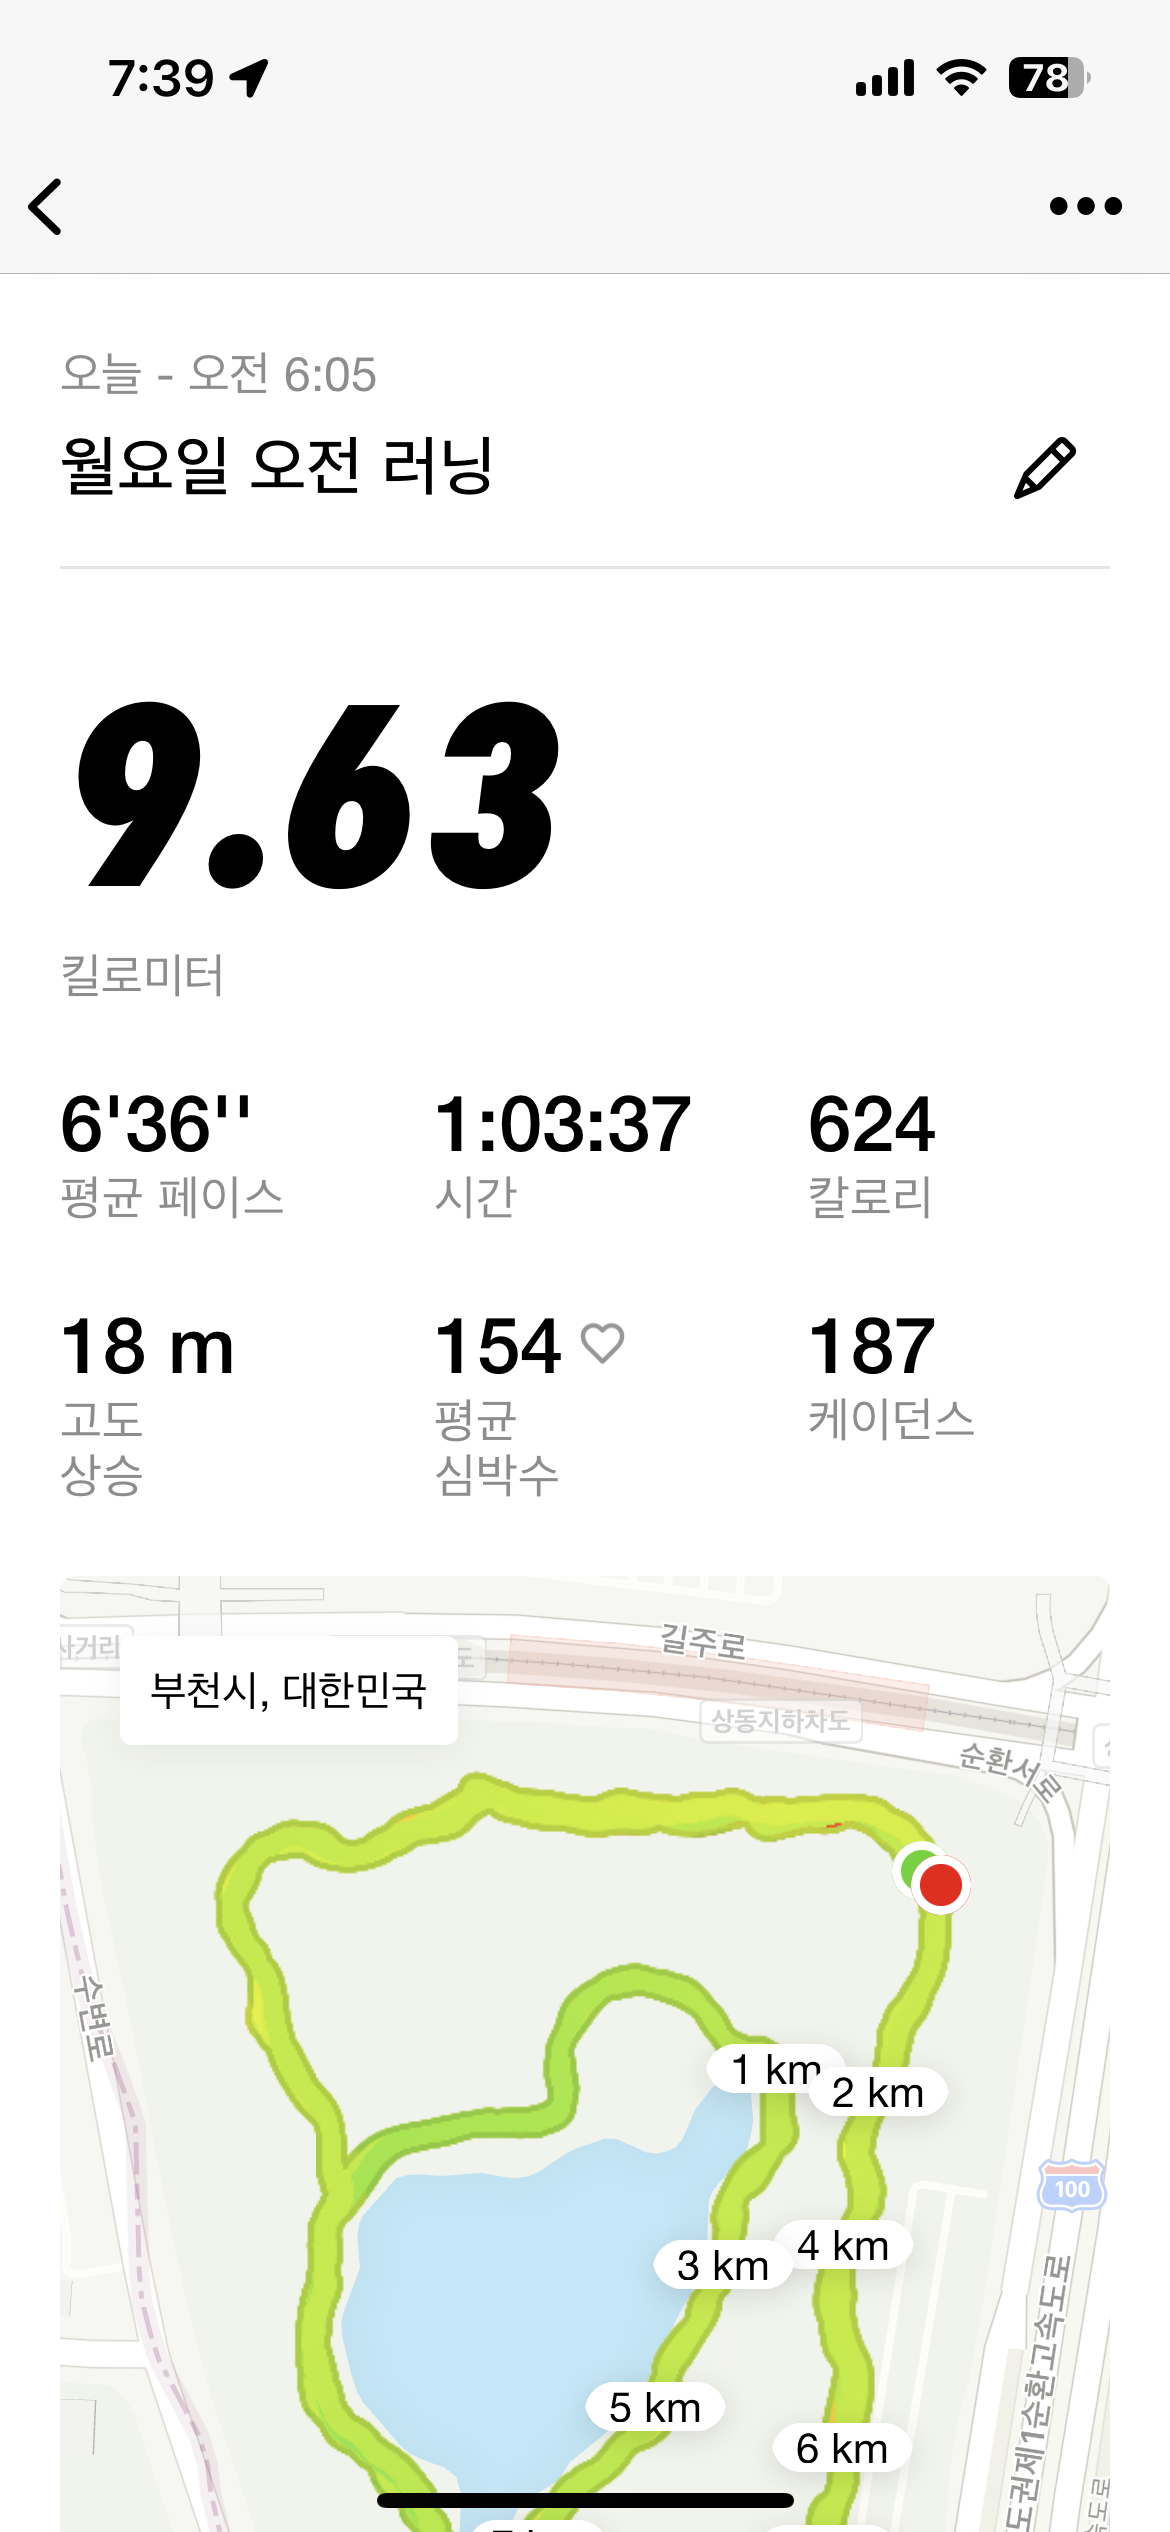 7:39
78
오늘 - 오전 6:05
월요일 오전 러닝
9.63
킬로미터
6'36''
평균 페이스
1:03:37
시간
624
칼로리
18 m
고도
상승
154
평균
심박수
187
케이던스
길주로
사거리
부천시, 대한민국
상동지하차도
순환서로
수변로
1 km
2 km
100
4 km
3 km
5 km
6 km
도권제1순환고속도로